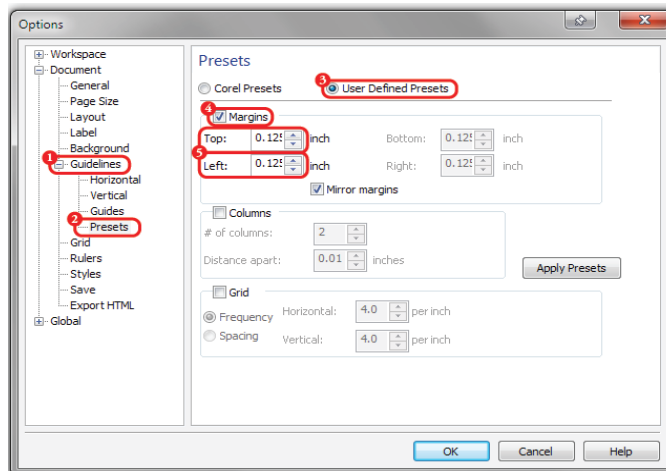 Options
Workspace
Document
General
Page Size
Layout
Label
Background
1 Guidelines
Horizontal
Vertical
Guides
2 Presets
Grid
Rulers
Styles
Save
Export HTML
Global
Presets
Corel Presets 3 User Defined Presets
4 Margins
Top: 0.125 inch Bottom: 0.125 inch
5
Left: 0.125 inch Right: 0.125 inch
Mirror margins
Columns
# of columns: 2
Distance apart: 0.01 inches
Apply Presets
Grid
Frequency Horizontal: 4.0 per inch
Spacing Vertical: 4.0 per inch
OK Cancel Help